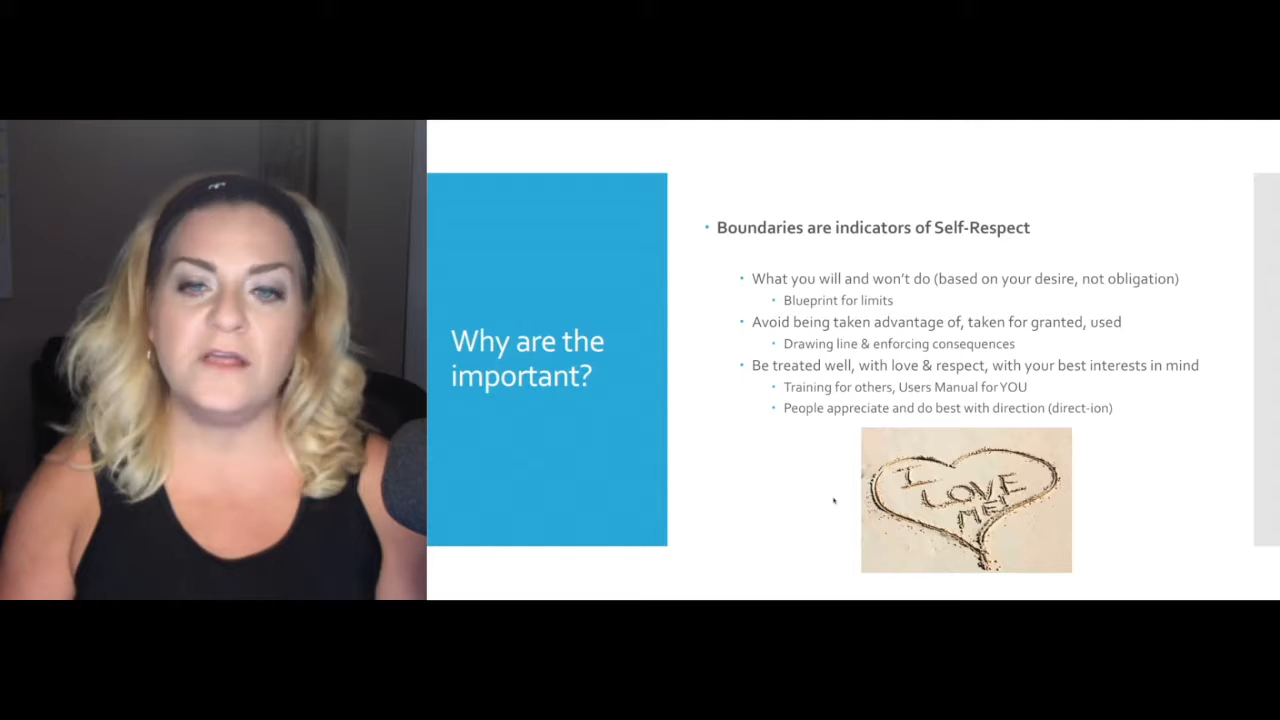 Why are the
important?
Boundaries are indicators of Self-Respect
What you will and won't do (based on your desire, not obligation)
Blueprint for limits
Avoid being taken advantage of, taken for granted, used
Drawing line & enforcing consequences
Be treated well, with love & respect, with your best interests in mind
Training for others, Users Manual for YOU
People appreciate and do best with direction (direct-ion)
I
LOVE
ME!